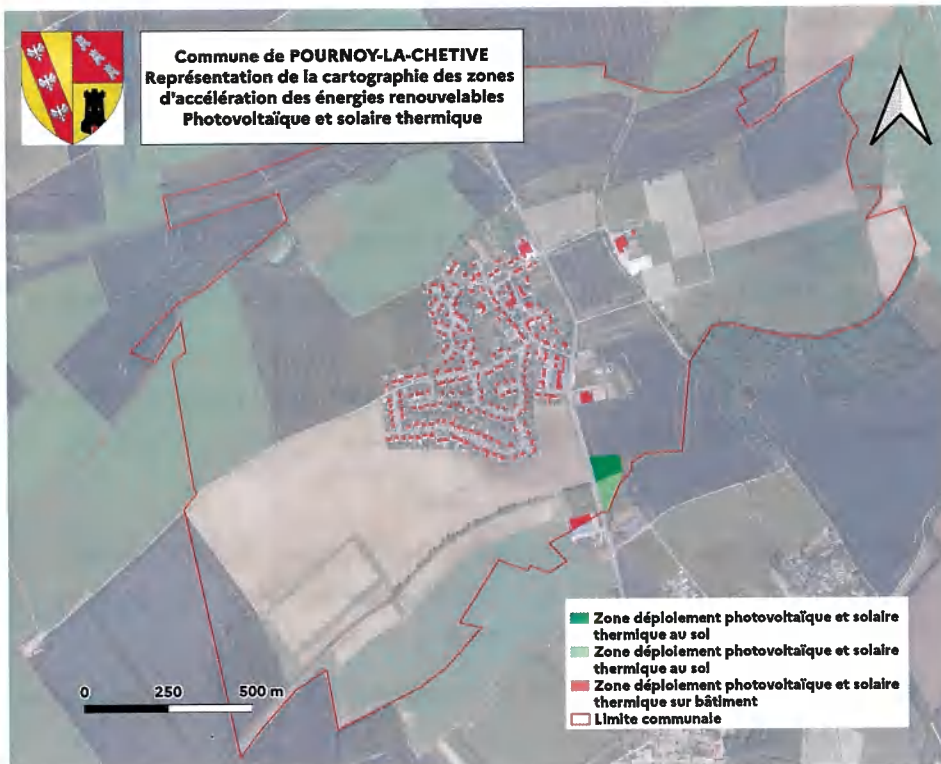 Commune de POURNOY-LA-CHETIVE
Représentation de la cartographie des zones
d'accélération des énergies renouvelables
Photovoltaïque et solaire thermique
Zone déploiement photovoltaïque et solaire
thermique au sol
Zone déploiement photovoltaïque et solaire
thermique au sol
Zone déploiement photovoltaïque et solaire
thermique sur bâtiment
Limite communale
0 250 500 m